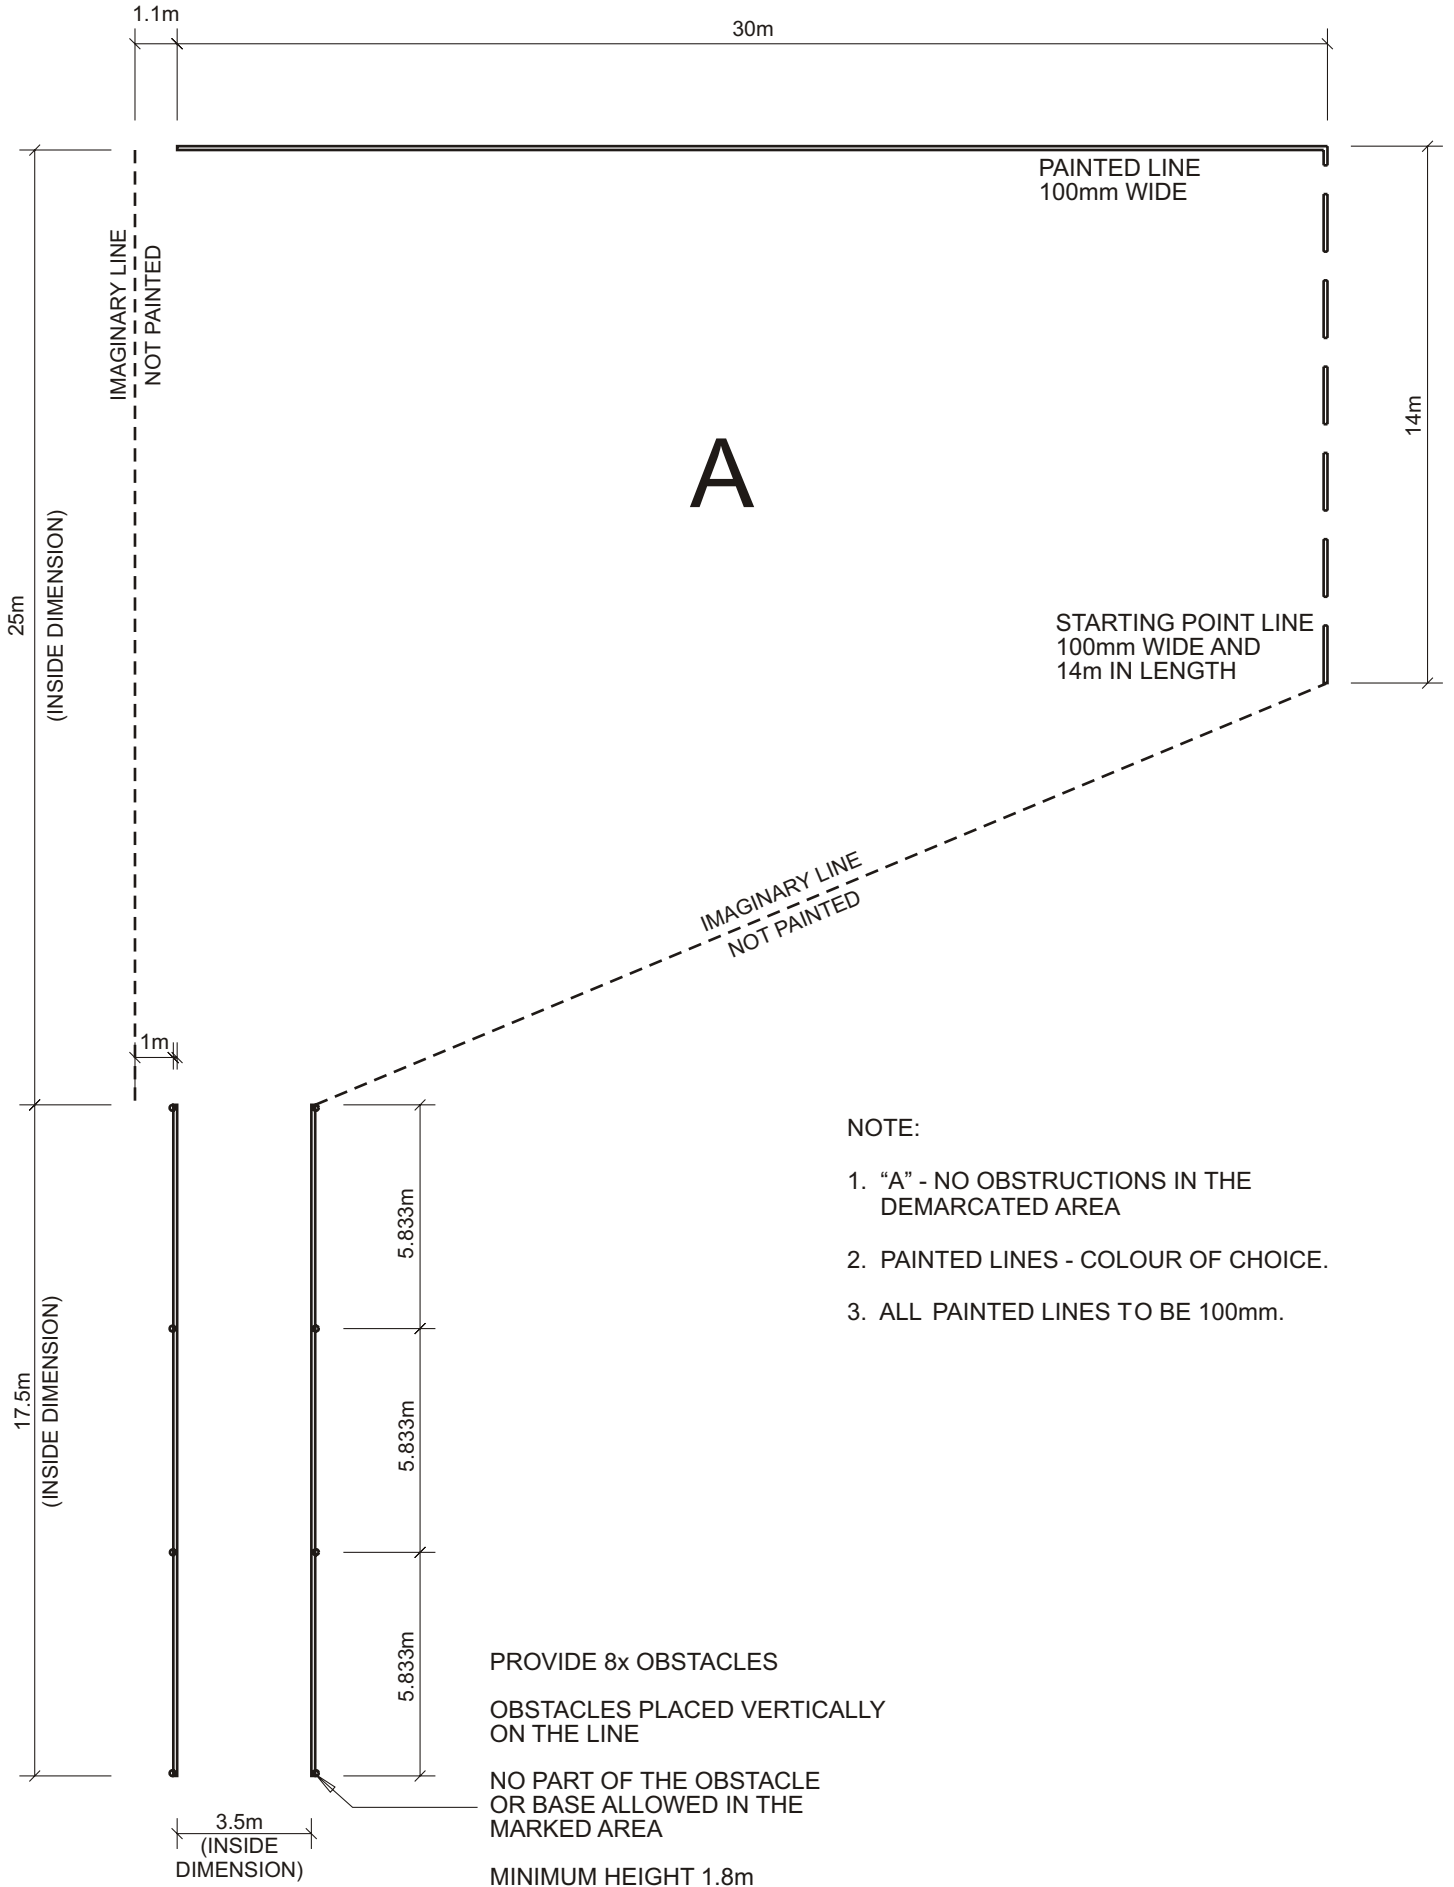 1.1m
30m
PAINTED LINE
100mm WIDE
IMAGINARY LINE
NOT PAINTED
14m
A
25m
(INSIDE DIMENSION)
STARTING POINT LINE
100mm WIDE AND
14m IN LENGTH
IMAGINARY LINE
NOT PAINTED
1m
NOTE:
1. “A” - NO OBSTRUCTIONS IN THE
DEMARCATED AREA
2. PAINTED LINES - COLOUR OF CHOICE.
3. ALL PAINTED LINES TO BE 100mm.
5.833m
17.5m
(INSIDE DIMENSION)
5.833m
5.833m
PROVIDE 8x OBSTACLES
OBSTACLES PLACED VERTICALLY
ON THE LINE
NO PART OF THE OBSTACLE
OR BASE ALLOWED IN THE
MARKED AREA
MINIMUM HEIGHT 1.8m
3.5m
(INSIDE
DIMENSION)